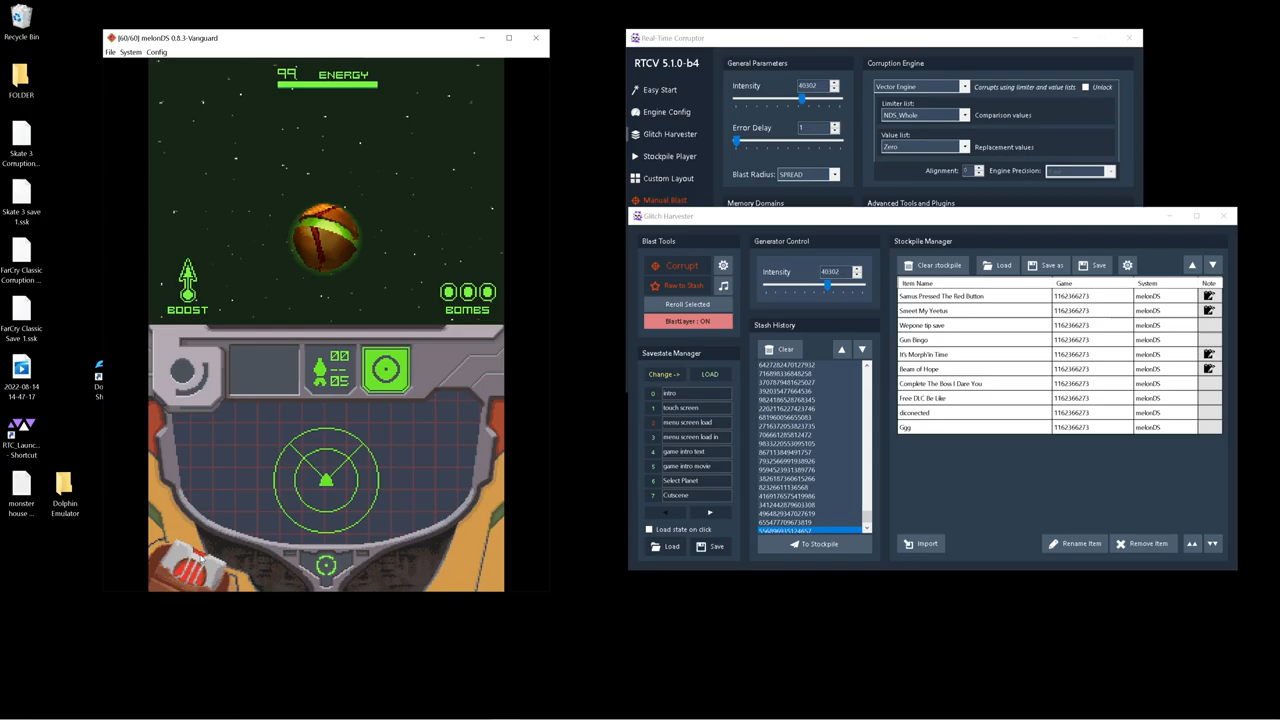 Recycle Bin
FOLDER
Skate 3
Corruption...
Skate 3 save
1.ssk
FarCry Classic
Corruption ...
FarCry Classic
Save 1.ssk
2022-08-14
14-47-17
RTC_Launc...
- Shortcut
monster
house ...
Dolphin
Emulator
Do
Sh
[60/60] melonDS 0.8.3-Vanguard
File System Config
99 ENERGY
BOOST
BOMBS
00
05
Real-Time Corruptor
RTCV 5.1.0-b4
Easy Start
Engine Config
Glitch Harvester
Stockpile Player
Custom Layout
Manual Blast
General Parameters
Intensity 40302
Error Delay 1
Blast Radius: SPREAD
Memory Domains
Corruption Engine
Vector Engine Corrupts using limiter and value lists Unlock
Limiter list:
NDS_Whole Comparison values
Value list:
Zero Replacement values
Alignment: 0 Engine Precision:
Advanced Tools and Plugins
Glitch Harvester
Blast Tools
Corrupt
Raw to Stash
Reroll Selected
BlastLayer : ON
Savestate Manager
Change -> LOAD
0 intro
1 touch screen
2 menu screen load
3 menu screen load in
4 game intro text
5 game intro movie
6 Select Planet
7 Cutscene
Load state on click
Load Save
Generator Control
Intensity 40302
Stash History
Clear
To Stockpile
Stockpile Manager
Clear stockpile Load Save as Save
Item Name Game System Note
Samus Pressed The Red Button 1162366273 melonDS
Smeet My Yeetus 1162366273 melonDS
Wepone tip save 1162366273 melonDS
Gun Bingo 1162366273 melonDS
It's Morph'in Time 1162366273 melonDS
Beam of Hope 1162366273 melonDS
Complete The Boss I Dare You 1162366273 melonDS
Free DLC Be Like 1162366273 melonDS
diconected 1162366273 melonDS
Ggg 1162366273 melonDS
Import Rename Item Remove Item